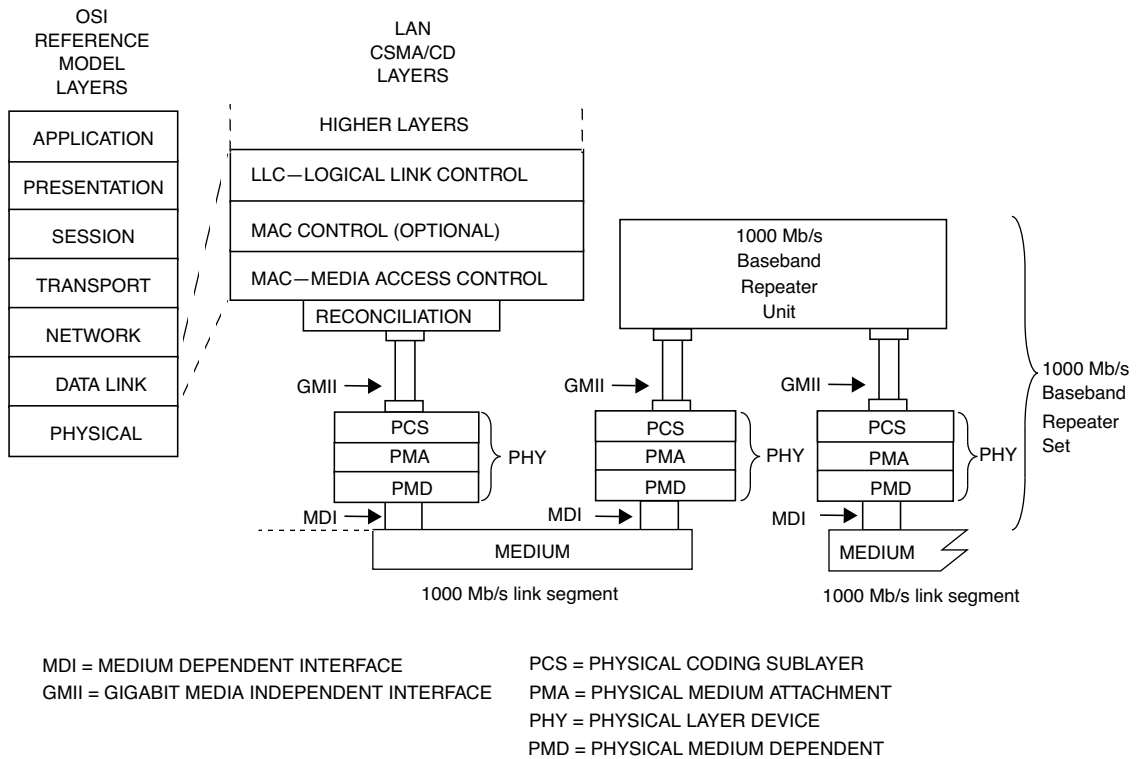 OSI
REFERENCE
MODEL
LAYERS
LAN
CSMA/CD
LAYERS
APPLICATION
PRESENTATION
SESSION
TRANSPORT
NETWORK
DATA LINK
PHYSICAL
HIGHER LAYERS
LLC—LOGICAL LINK CONTROL
MAC CONTROL (OPTIONAL)
MAC—MEDIA ACCESS CONTROL
RECONCILIATION
1000 Mb/s
Baseband
Repeater
Unit
1000 Mb/s
Baseband
Repeater
Set
GMII
GMII
GMII
PCS
PMA
PMD
PHY
PCS
PMA
PMD
PHY
PCS
PMA
PMD
PHY
MDI
MDI
MDI
MEDIUM
MEDIUM
1000 Mb/s link segment
1000 Mb/s link segment
MDI = MEDIUM DEPENDENT INTERFACE
GMII = GIGABIT MEDIA INDEPENDENT INTERFACE
PCS = PHYSICAL CODING SUBLAYER
PMA = PHYSICAL MEDIUM ATTACHMENT
PHY = PHYSICAL LAYER DEVICE
PMD = PHYSICAL MEDIUM DEPENDENT